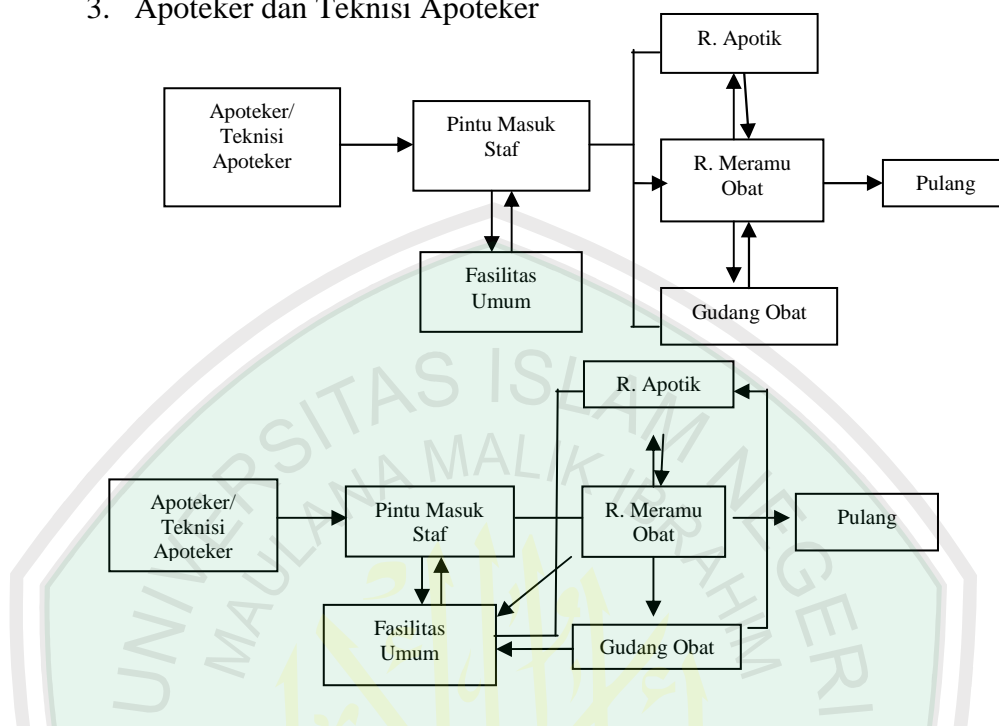 3. Apoteker dan Teknisi Apoteker
R. Apotik
Apoteker/
Teknisi
Apoteker
Pintu Masuk
Staf
R. Meramu
Obat
Pulang
Fasilitas
Umum
Gudang Obat
R. Apotik
Apoteker/
Teknisi
Apoteker
Pintu Masuk
Staf
R. Meramu
Obat
Pulang
Fasilitas
Umum
Gudang Obat
UNIVERSITAS ISLAM NEGERI
MAULANA MALIK IBRAHIM